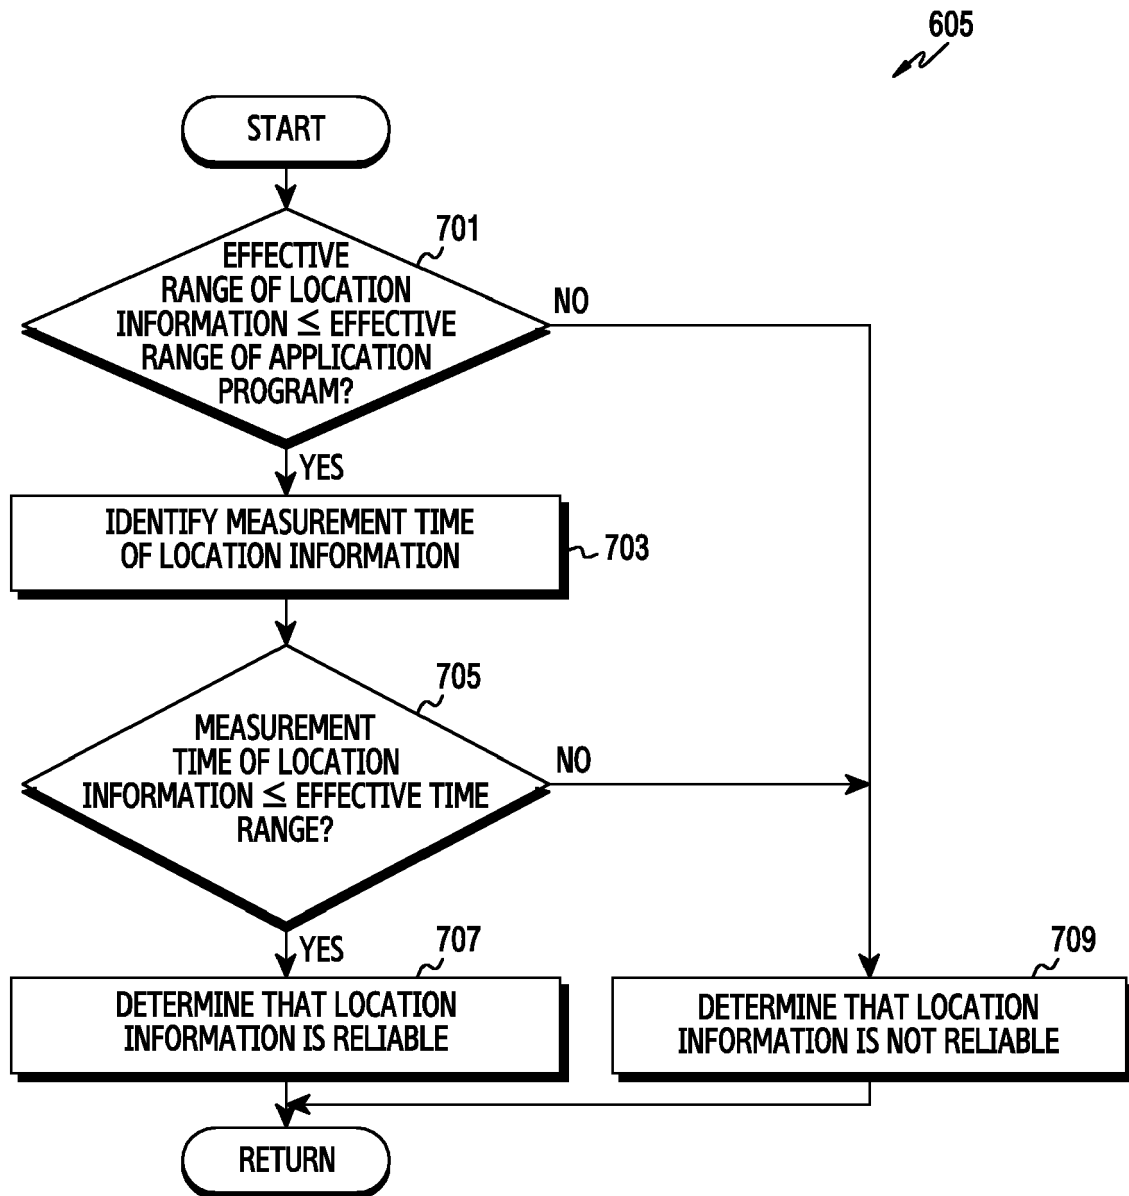 605
START
701
EFFECTIVE
RANGE OF LOCATION
INFORMATION ≤ EFFECTIVE
RANGE OF APPLICATION
PROGRAM?
NO
YES
IDENTIFY MEASUREMENT TIME
OF LOCATION INFORMATION
703
705
MEASUREMENT
TIME OF LOCATION
INFORMATION ≤ EFFECTIVE TIME
RANGE?
NO
YES
707
DETERMINE THAT LOCATION
INFORMATION IS RELIABLE
709
DETERMINE THAT LOCATION
INFORMATION IS NOT RELIABLE
RETURN